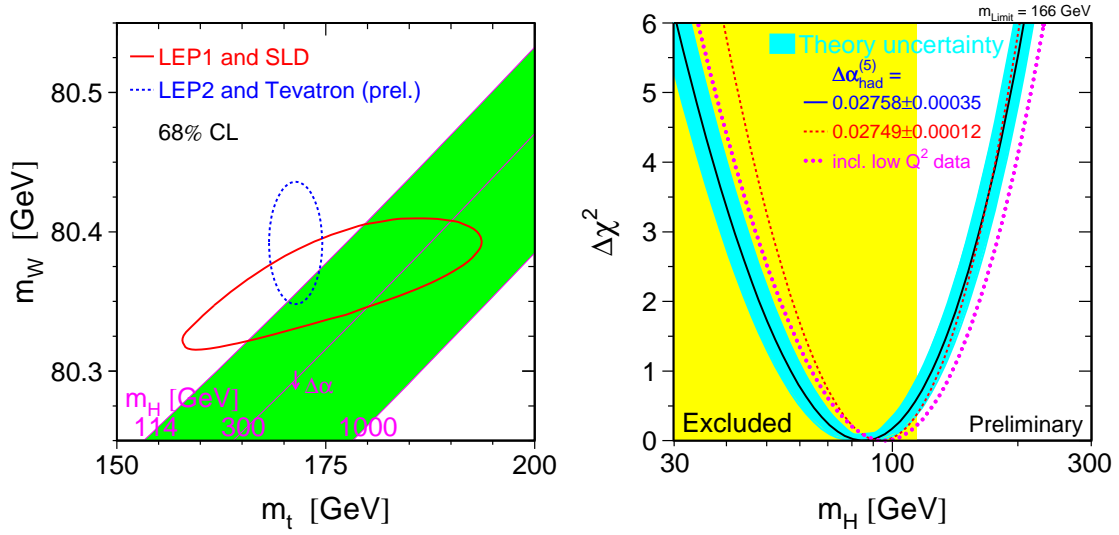 80.5
80.4
80.3
150
175
200
m_W [GeV]
m_t [GeV]
LEP1 and SLD
LEP2 and Tevatron (prel.)
68% CL
Δα
m_H [GeV]
114
300
1000
m_Limit = 166 GeV
6
5
4
3
2
1
0
Δχ²
Theory uncertainty
Δα_had^(5) =
0.02758±0.00035
0.02749±0.00012
incl. low Q² data
Excluded
Preliminary
30
100
300
m_H [GeV]